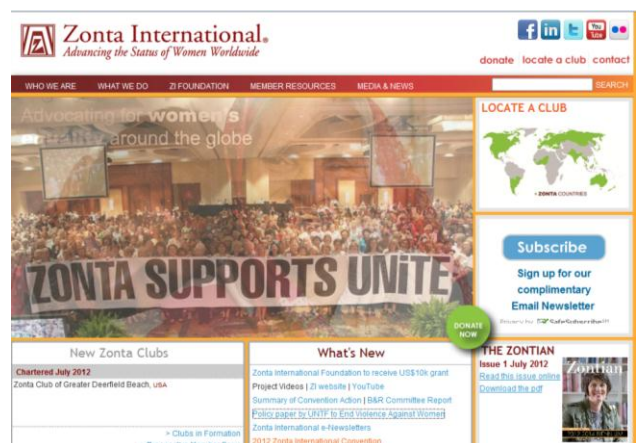 Zonta International®
Advancing the Status of Women Worldwide
f in t You Tube
donate locate a club contact
WHO WE ARE WHAT WE DO ZI FOUNDATION MEMBER RESOURCES MEDIA & NEWS SEARCH
Advocating for women's
around the globe
ZONTA SUPPORTS UNiTE
LOCATE A CLUB
ZONTA COUNTRIES
Subscribe
Sign up for our
complimentary
Email Newsletter
Privacy by SafeSubscribe
DONATE
NOW
New Zonta Clubs
Chartered July 2012
Zonta Club of Greater Deerfield Beach, USA
> Clubs in Formation
What's New
Zonta International Foundation to receive US$10k grant
Project Videos | ZI website | YouTube
Summary of Convention Action | B&R Committee Report
Policy paper by UNTF to End Violence Against Women
Zonta International e-Newsletters
2012 Zonta International Convention
THE ZONTIAN
Issue 1 July 2012
Read this issue online
Download the pdf
Zontian